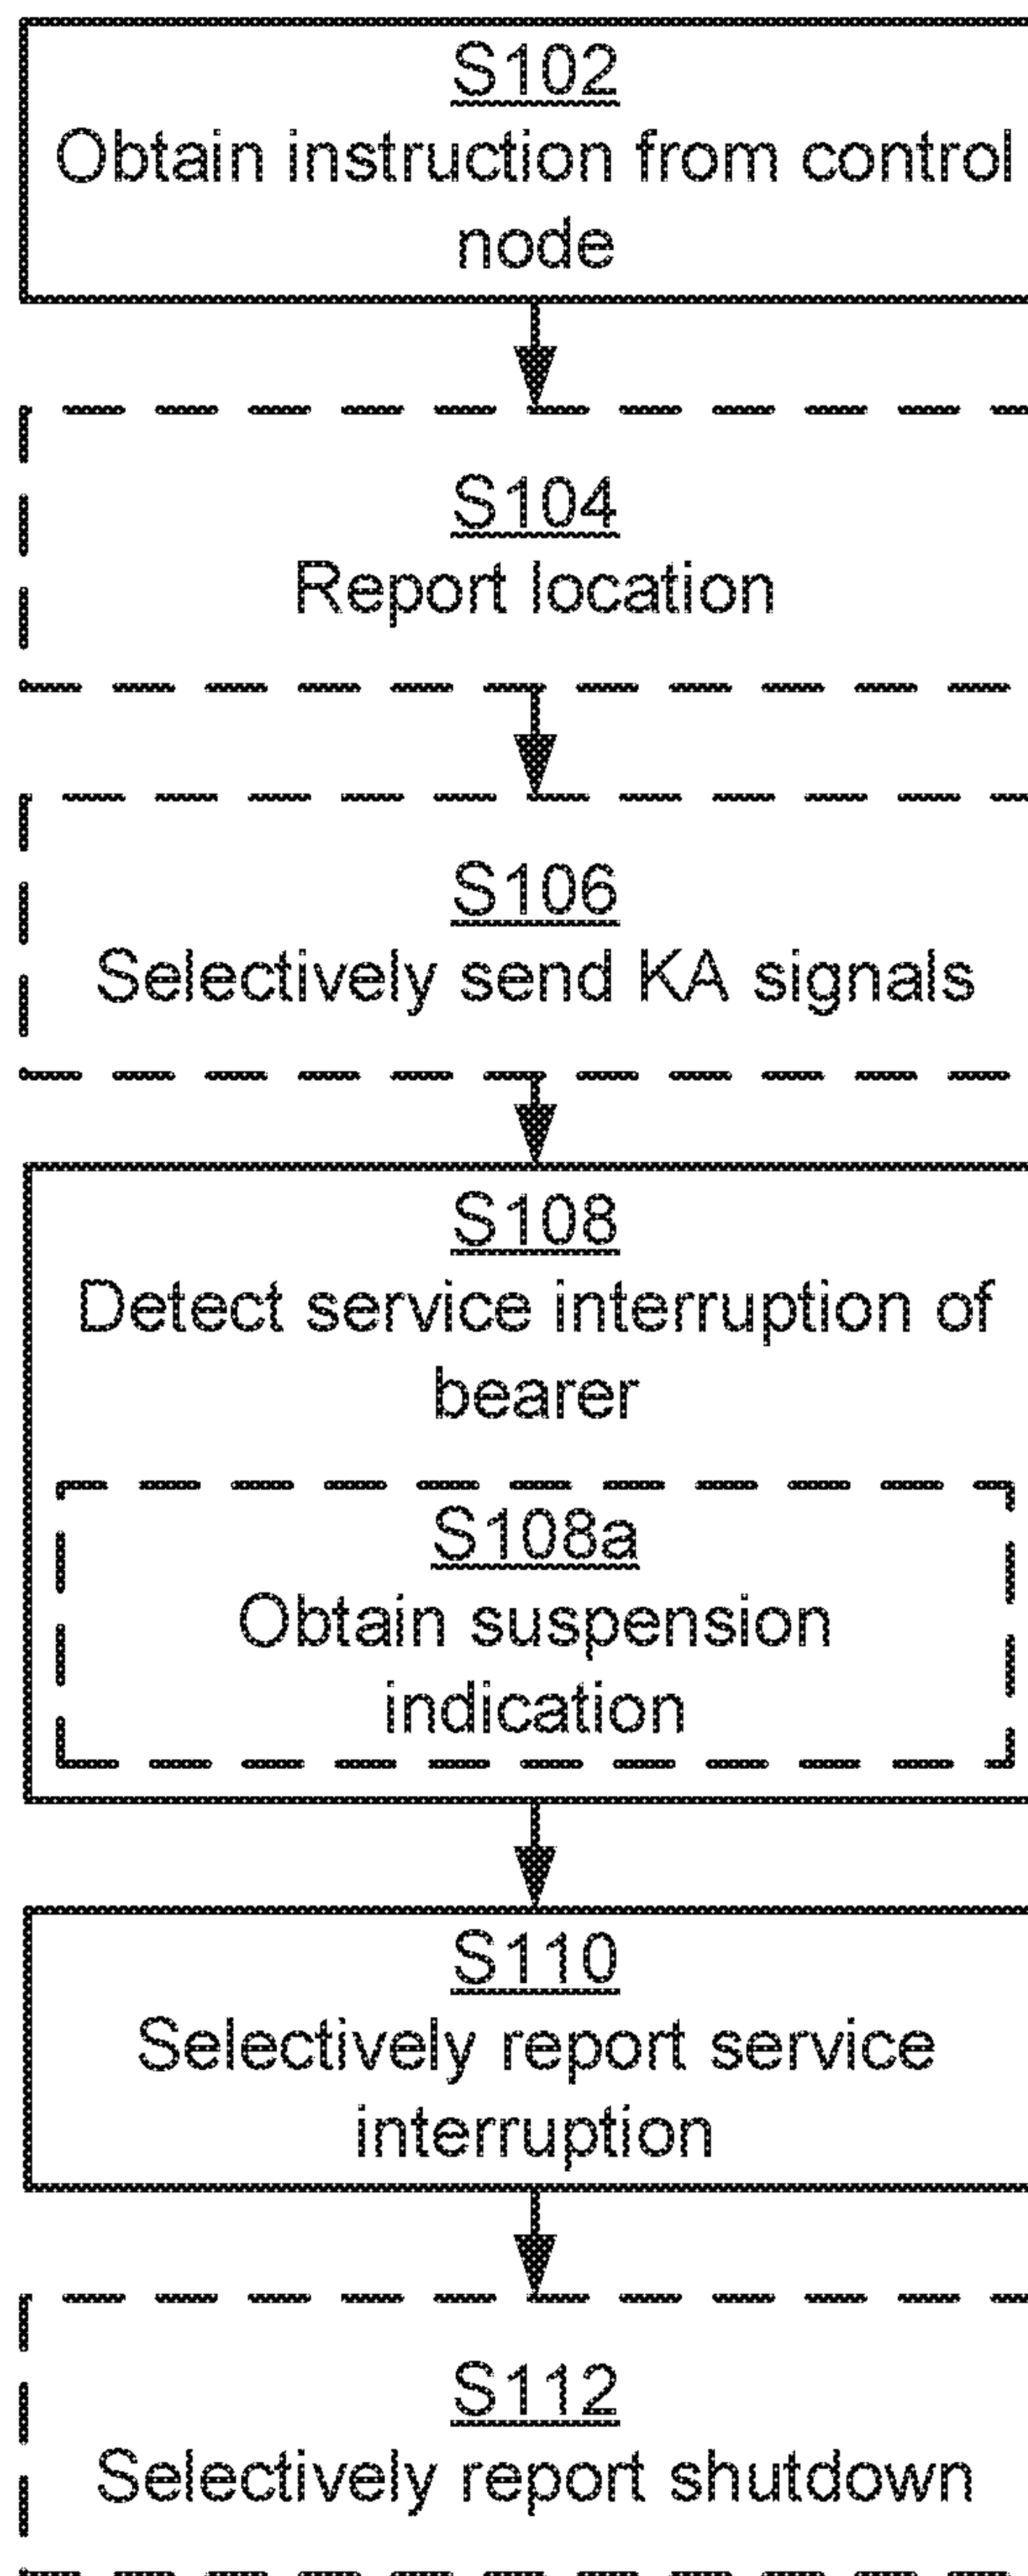 S102
Obtain instruction from control
node
S104
Report location
S106
Selectively send KA signals
S108
Detect service interruption of
bearer
S108a
Obtain suspension
indication
S110
Selectively report service
interruption
S112
Selectively report shutdown